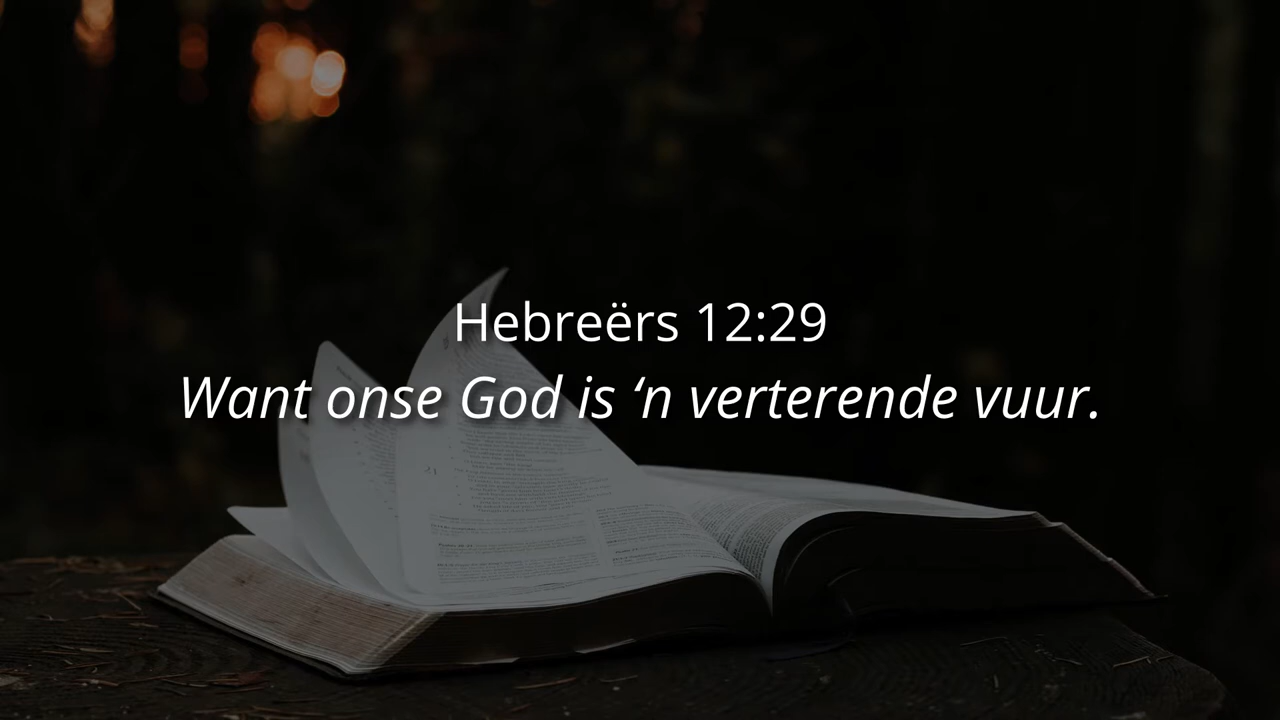 Hebreërs 12:29
Want onse God is ‘n verterende vuur.